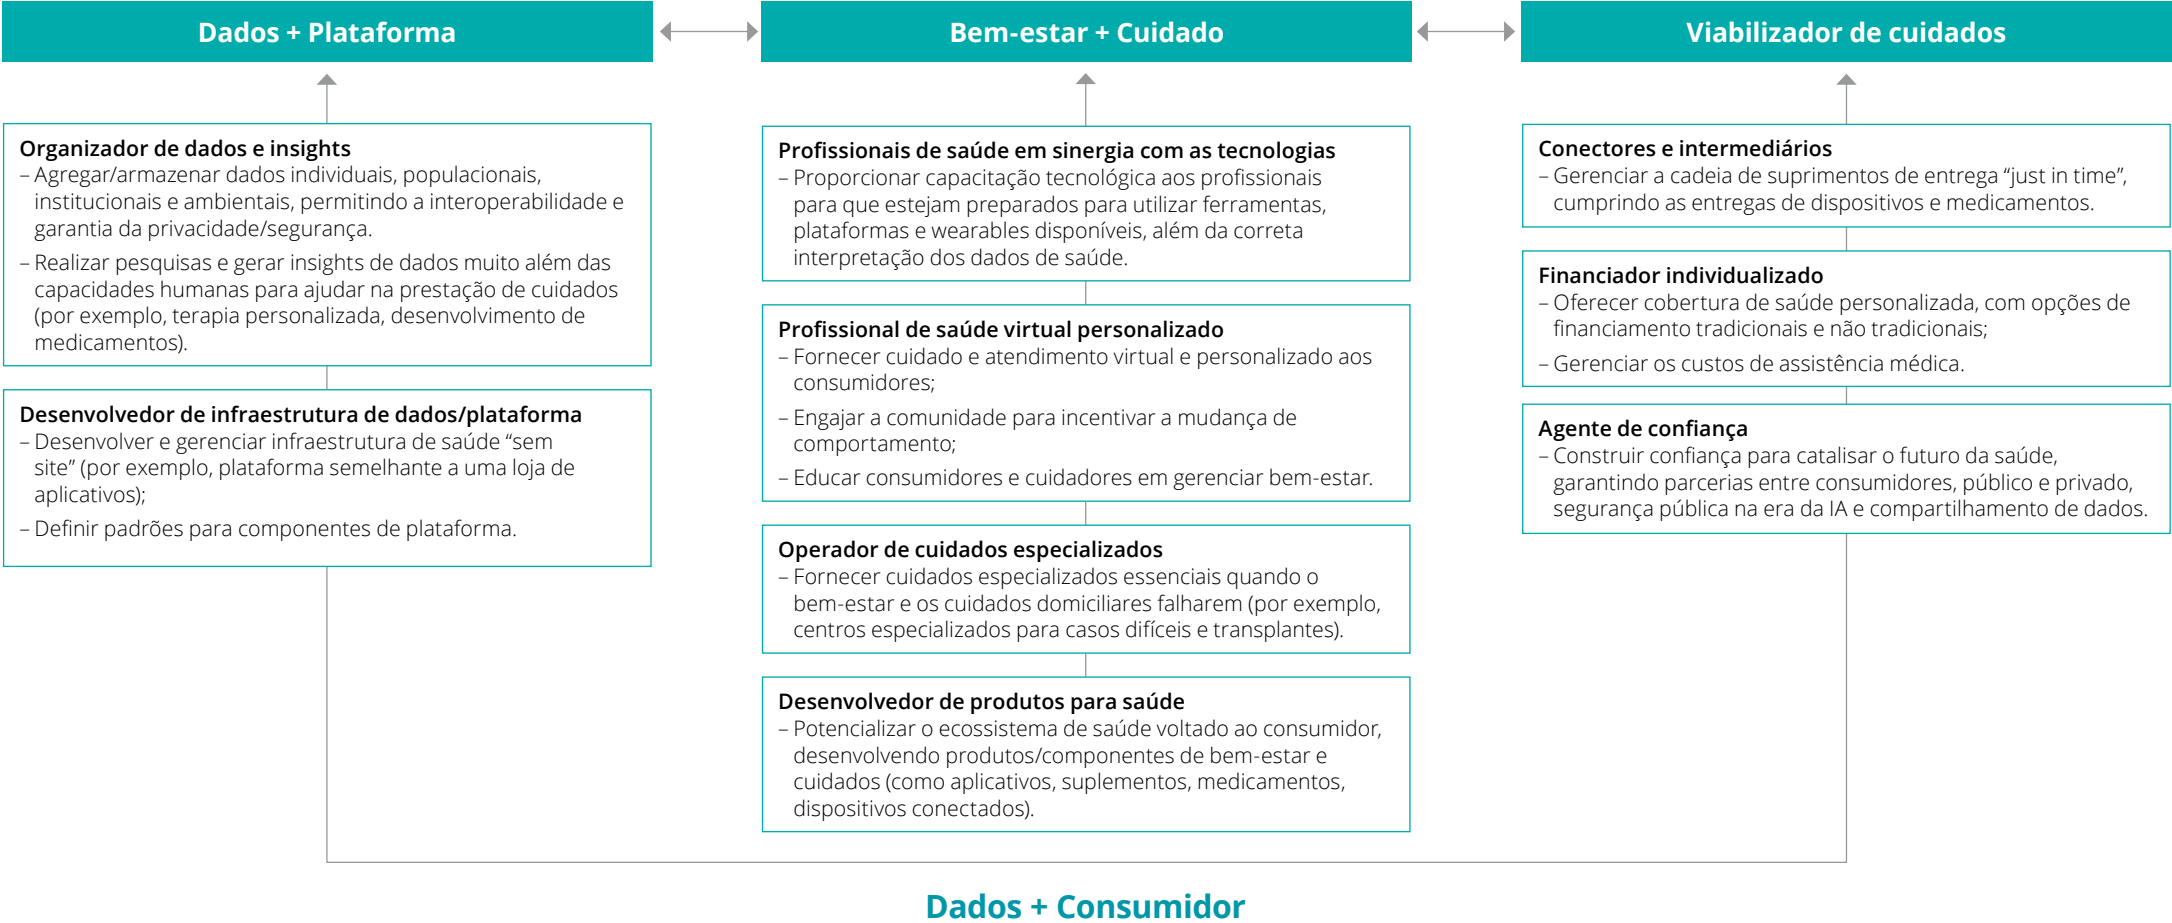 Dados + Plataforma
Organizador de dados e insights
– Agregar/armazenar dados individuais, populacionais,
institucionais e ambientais, permitindo a interoperabilidade e
garantia da privacidade/segurança.
– Realizar pesquisas e gerar insights de dados muito além das
capacidades humanas para ajudar na prestação de cuidados
(por exemplo, terapia personalizada, desenvolvimento de
medicamentos).
Desenvolvedor de infraestrutura de dados/plataforma
– Desenvolver e gerenciar infraestrutura de saúde “sem
site” (por exemplo, plataforma semelhante a uma loja de
aplicativos);
– Definir padrões para componentes de plataforma.
Bem-estar + Cuidado
Profissionais de saúde em sinergia com as tecnologias
– Proporcionar capacitação tecnológica aos profissionais
para que estejam preparados para utilizar ferramentas,
plataformas e wearables disponíveis, além da correta
interpretação dos dados de saúde.
Profissional de saúde virtual personalizado
– Fornecer cuidado e atendimento virtual e personalizado aos
consumidores;
– Engajar a comunidade para incentivar a mudança de
comportamento;
– Educar consumidores e cuidadores em gerenciar bem-estar.
Operador de cuidados especializados
– Fornecer cuidados especializados essenciais quando o
bem-estar e os cuidados domiciliares falharem (por exemplo,
centros especializados para casos difíceis e transplantes).
Desenvolvedor de produtos para saúde
– Potencializar o ecossistema de saúde voltado ao consumidor,
desenvolvendo produtos/componentes de bem-estar e
cuidados (como aplicativos, suplementos, medicamentos,
dispositivos conectados).
Viabilizador de cuidados
Conectores e intermediários
– Gerenciar a cadeia de suprimentos de entrega “just in time”,
cumprindo as entregas de dispositivos e medicamentos.
Financiador individualizado
– Oferecer cobertura de saúde personalizada, com opções de
financiamento tradicionais e não tradicionais;
– Gerenciar os custos de assistência médica.
Agente de confiança
– Construir confiança para catalisar o futuro da saúde,
garantindo parcerias entre consumidores, público e privado,
segurança pública na era da IA e compartilhamento de dados.
Dados + Consumidor